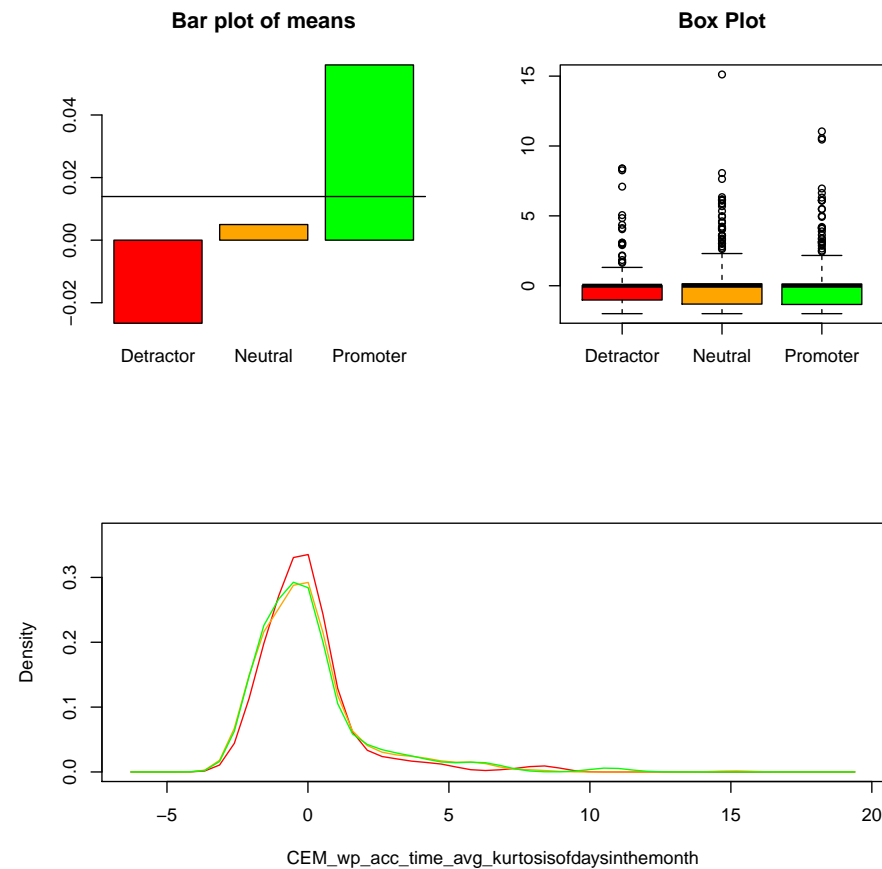 Bar plot of means
0.04
0.02
0.00
−0.02
Detractor Neutral Promoter
Box Plot
15
10
5
0
Detractor Neutral Promoter
Density
0.3
0.2
0.1
0.0
−5 0 5 10 15 20
CEM_wp_acc_time_avg_kurtosisofdaysinthemonth